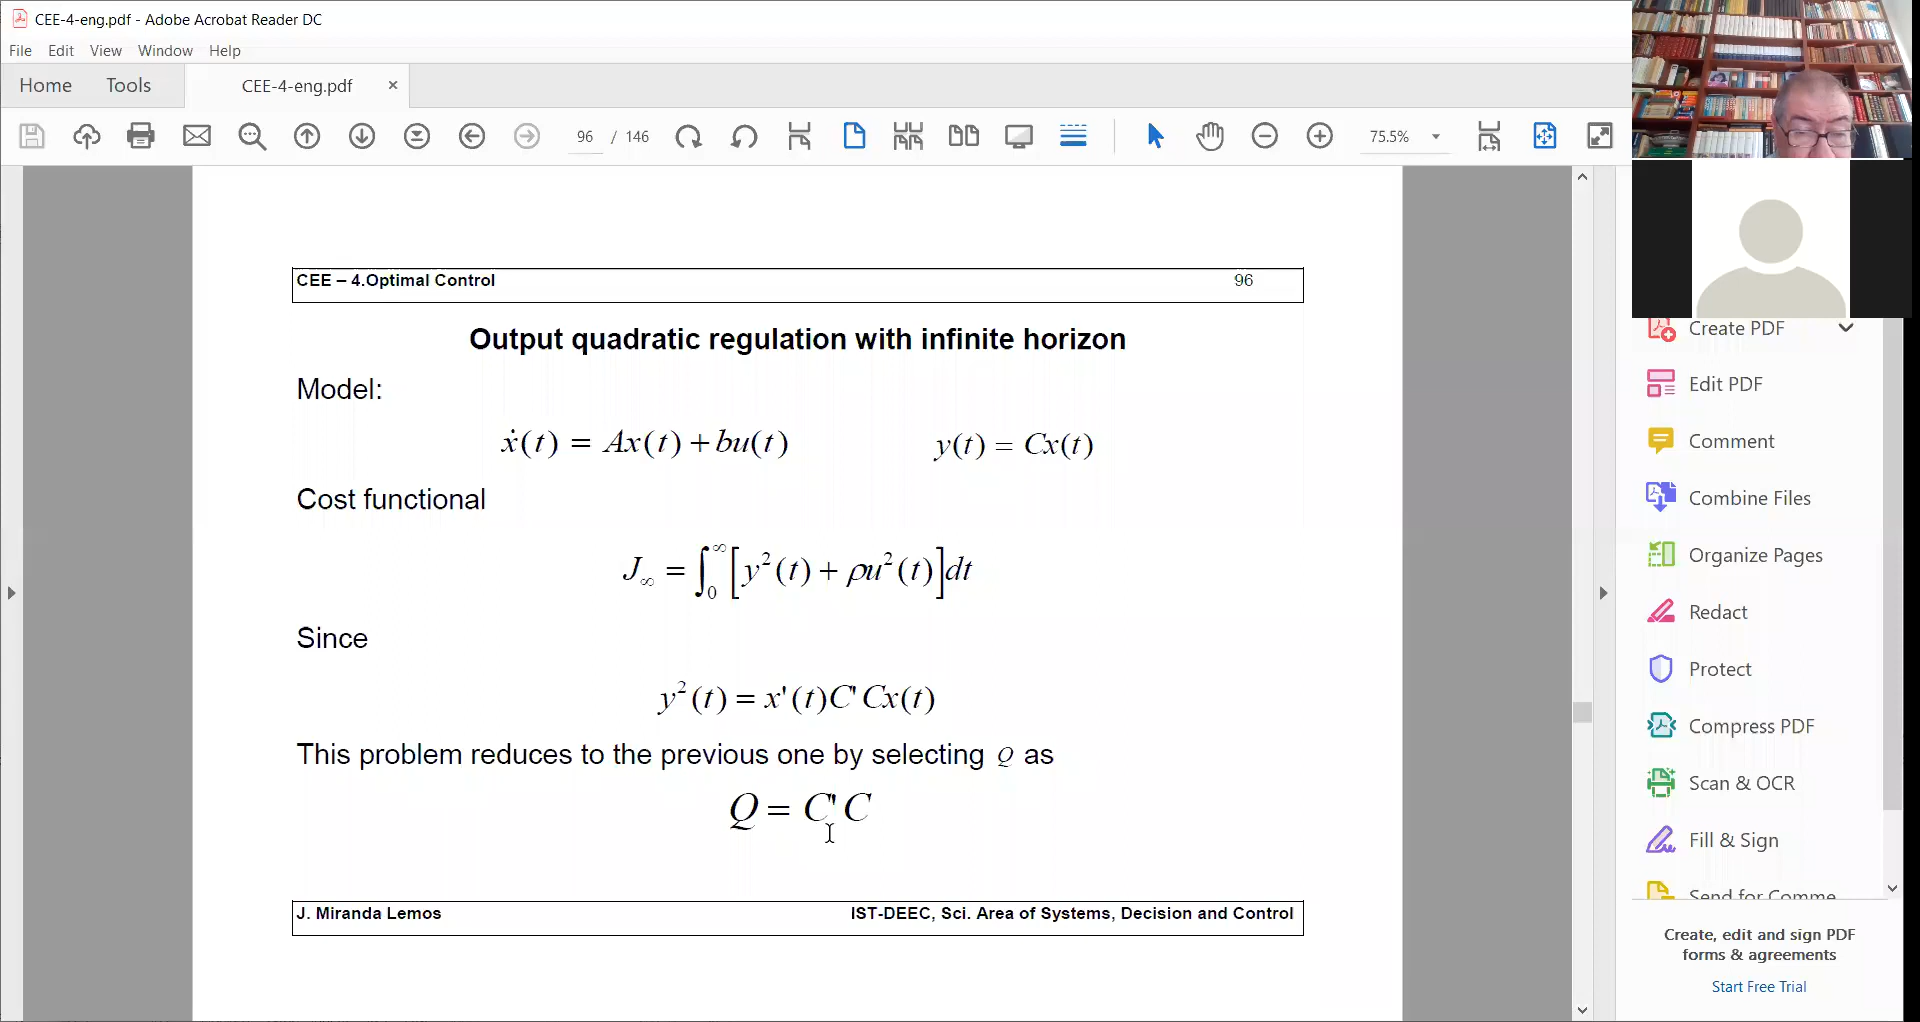 CEE-4-eng.pdf - Adobe Acrobat Reader DC
File Edit View Window Help
Home Tools CEE-4-eng.pdf ×
96 / 146 75.5%
CEE – 4.Optimal Control 96
Output quadratic regulation with infinite horizon
Model:
ẋ(t) = Ax(t) + bu(t) y(t) = Cx(t)
Cost functional
J∞ = ∫₀^∞ [y²(t) + ρu²(t)]dt
Since
y²(t) = x'(t)C'Cx(t)
This problem reduces to the previous one by selecting Q as
Q = C'C
J. Miranda Lemos IST-DEEC, Sci. Area of Systems, Decision and Control
Create PDF
Edit PDF
Comment
Combine Files
Organize Pages
Redact
Protect
Compress PDF
Scan & OCR
Fill & Sign
Send for Comme
Create, edit and sign PDF
forms & agreements
Start Free Trial